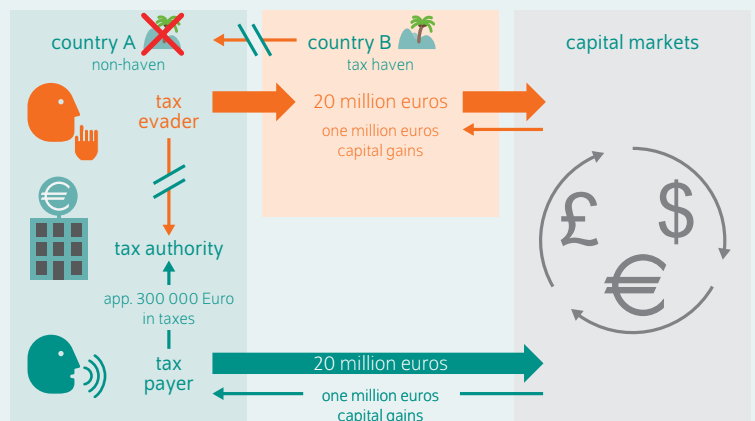 country A
non-haven
country B
tax haven
capital markets
tax
evader
20 million euros
one million euros
capital gains
£
$
€
€
tax authority
app. 300 000 Euro
in taxes
tax
payer
20 million euros
one million euros
capital gains